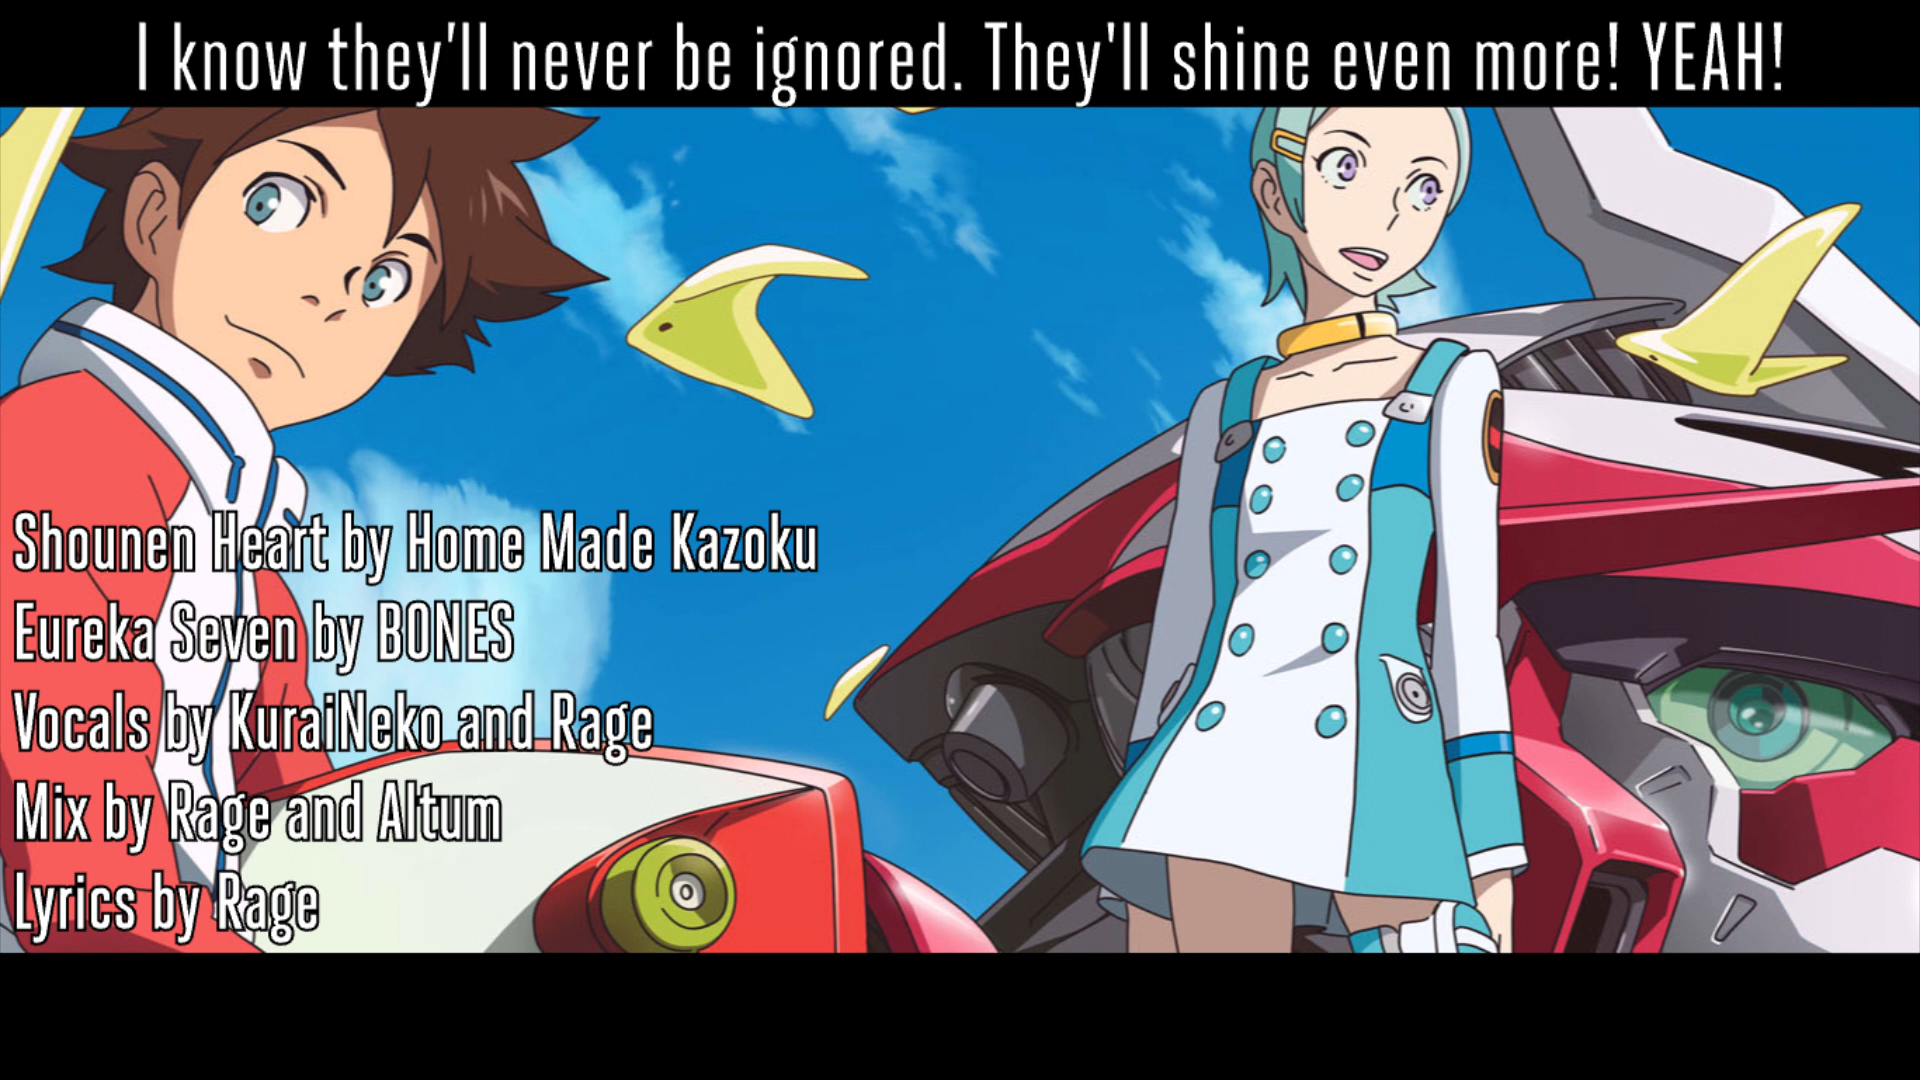 I know they'll never be ignored. They'll shine even more! YEAH!
Shounen Heart by Home Made Kazoku
Eureka Seven by BONES
Vocals by KuraiNeko and Rage
Mix by Rage and Altum
Lyrics by Rage